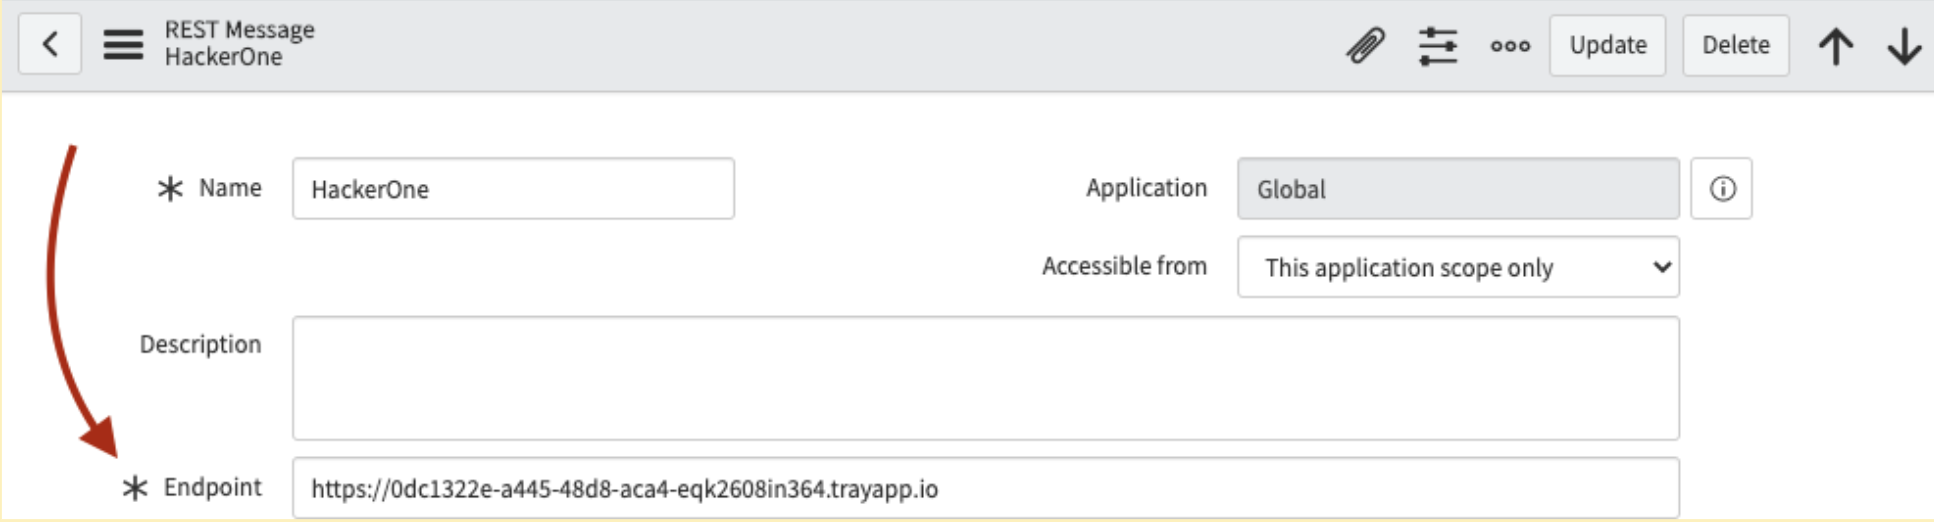 REST Message
HackerOne
Update
Delete
Name
HackerOne
Application
Global
Accessible from
This application scope only
Description
Endpoint
https://0dc1322e-a445-48d8-aca4-eqk2608in364.trayapp.io